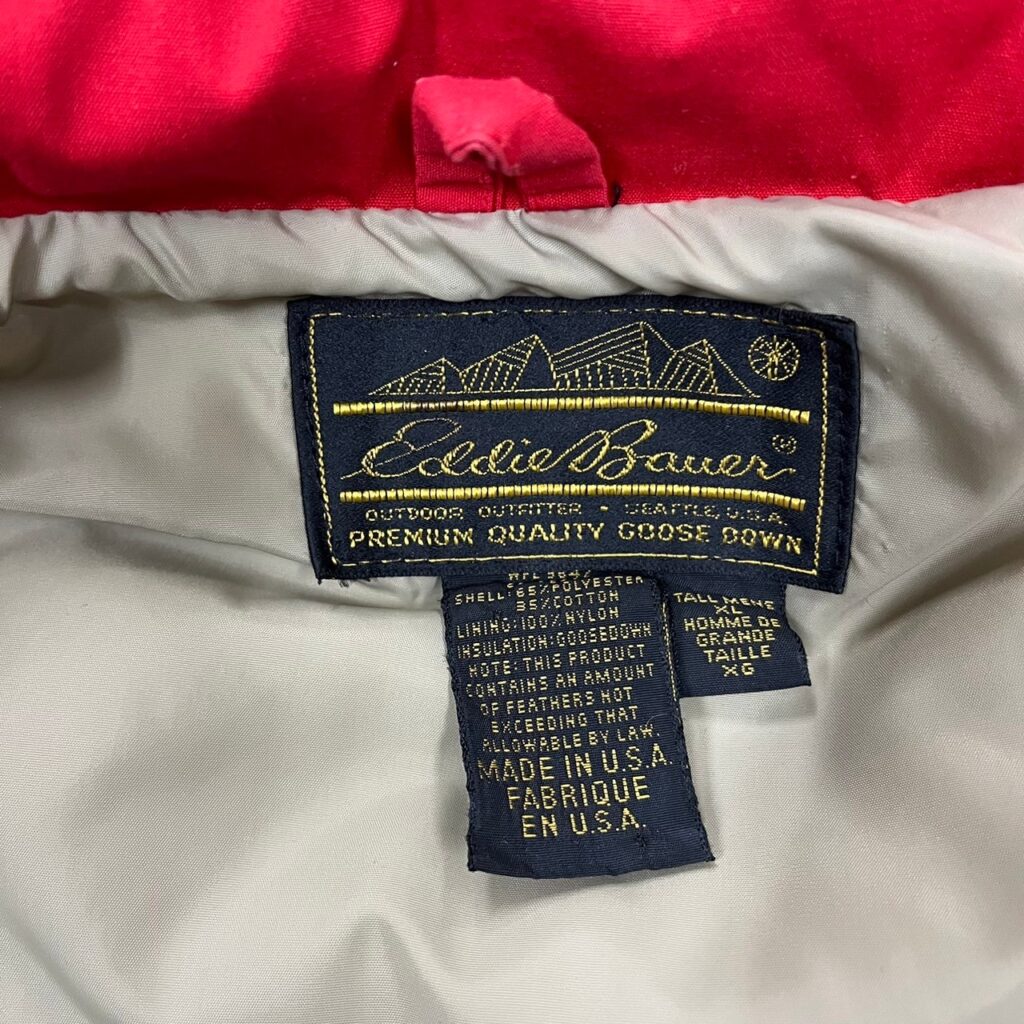 Eddie Bauer ®
OUTDOOR OUTFITTER • SEATTLE, U.S.A.
PREMIUM QUALITY GOOSE DOWN
SHELL: 65%POLYESTER
35%COTTON
LINING:100%NYLON
INSULATION:GOOSEDOWN
NOTE:THIS PRODUCT
CONTAINS AN AMOUNT
OF FEATHERS NOT
EXCEEDING THAT
ALLOWABLE BY LAW.
MADE IN U.S.A.
FABRIQUE
EN U.S.A.
TALL MENS
XL
HOMME DE
GRANDE
TAILLE
XG